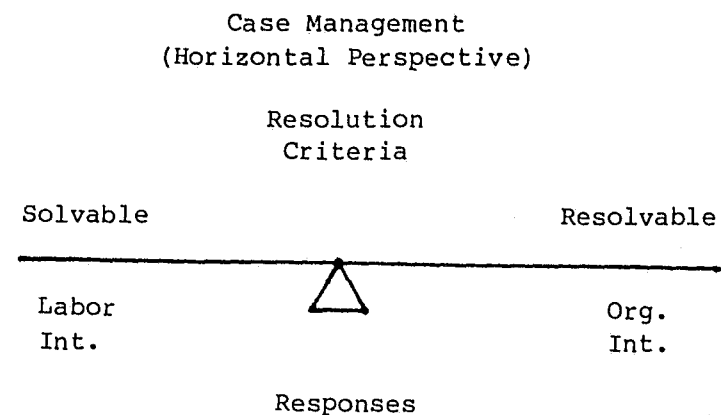 Case Management
(Horizontal Perspective)
Resolution
Criteria
Solvable
Resolvable
Labor
Int.
Org.
Int.
Responses